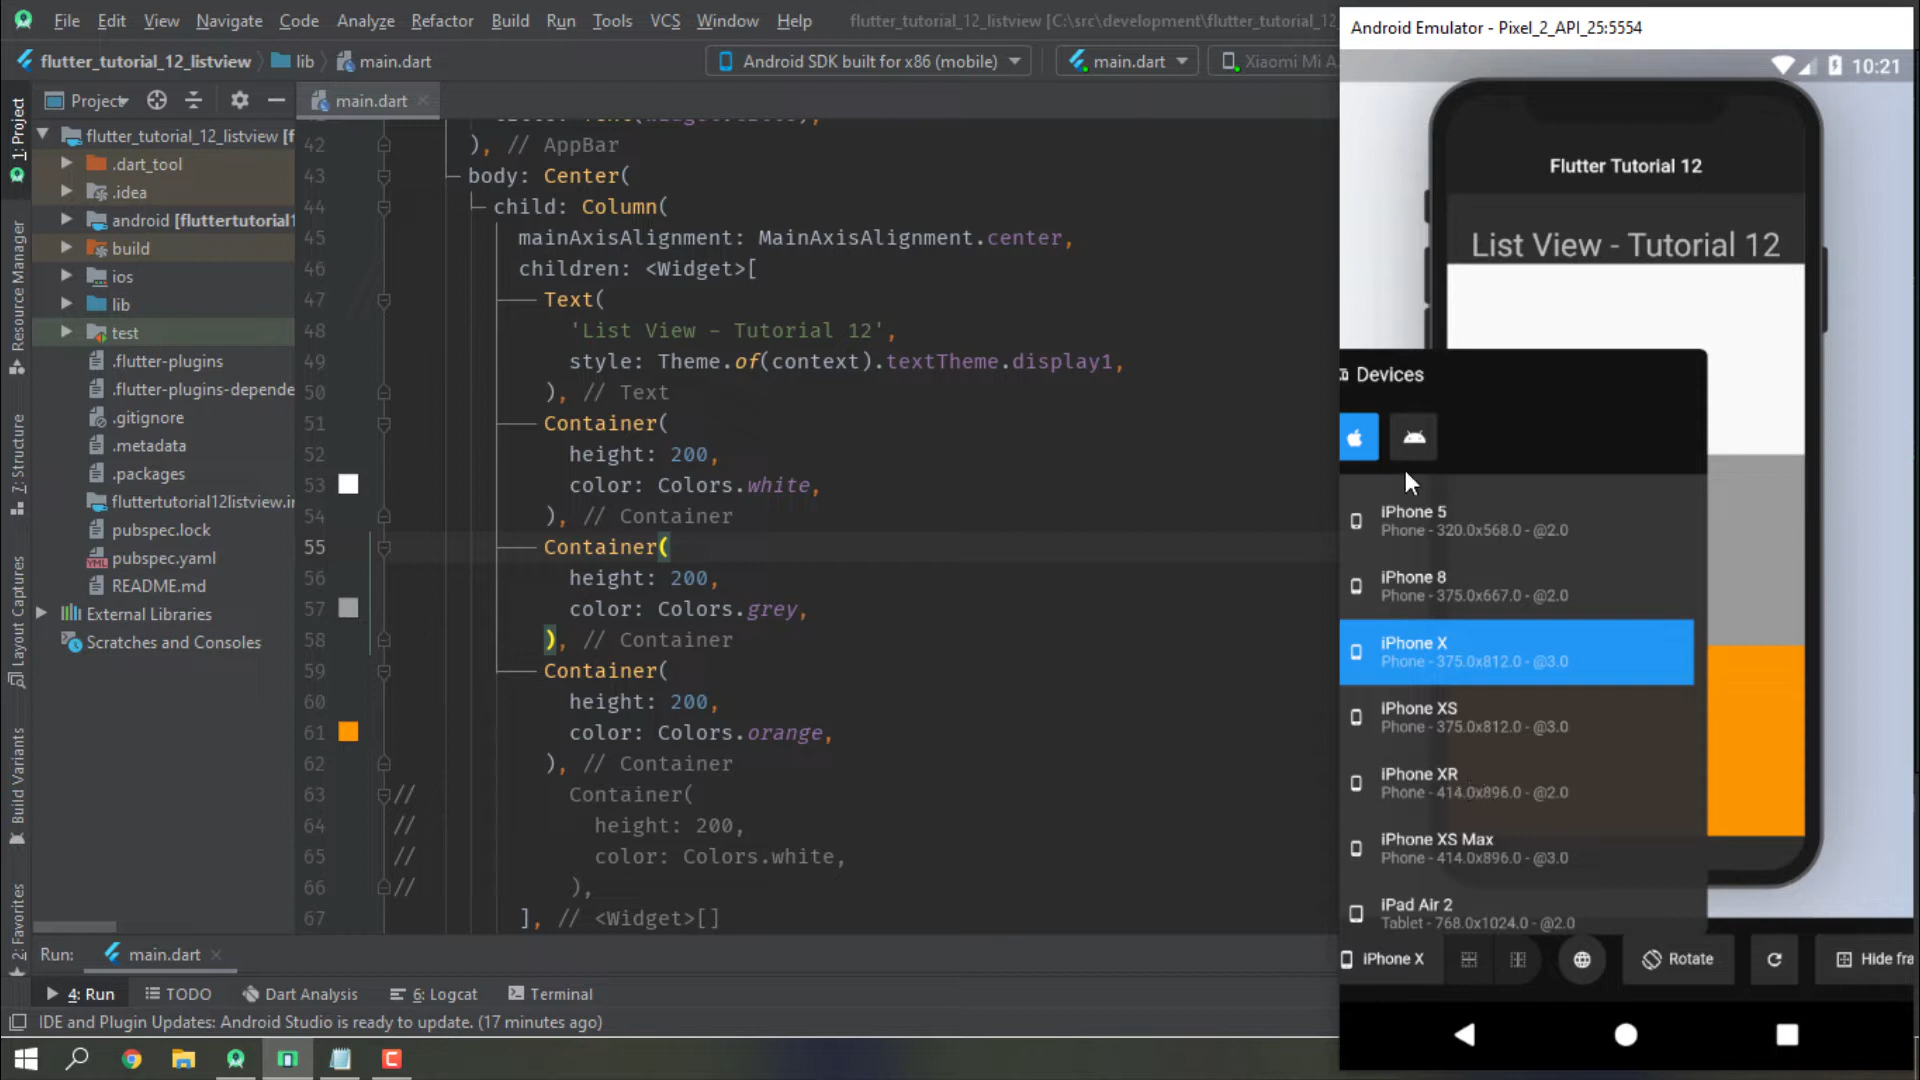 File Edit View Navigate Code Analyze Refactor Build Run Tools VCS Window Help flutter_tutorial_12_listview [C:\src\development\flutter_tutorial_12_
flutter_tutorial_12_listview lib main.dart Android SDK built for x86 (mobile) main.dart Xiaomi Mi A
Project main.dart
flutter_tutorial_12_listview [f
.dart_tool
.idea
android [fluttertutorial1
build
ios
lib
test
.flutter-plugins
.flutter-plugins-depende
.gitignore
.metadata
.packages
fluttertutorial12listview.ir
pubspec.lock
pubspec.yaml
README.md
External Libraries
Scratches and Consoles
1: Project
Resource Manager
7: Structure
Layout Captures
Build Variants
2: Favorites
42 ), // AppBar
43 body: Center(
44 child: Column(
45 mainAxisAlignment: MainAxisAlignment.center,
46 children: <Widget>[
47 Text(
48 'List View - Tutorial 12',
49 style: Theme.of(context).textTheme.display1,
50 ), // Text
51 Container(
52 height: 200,
53 color: Colors.white,
54 ), // Container
55 Container(
56 height: 200,
57 color: Colors.grey,
58 ), // Container
59 Container(
60 height: 200,
61 color: Colors.orange,
62 ), // Container
63 // Container(
64 // height: 200,
65 // color: Colors.white,
66 // ),
67 ], // <Widget>[]
Run: main.dart
4: Run TODO Dart Analysis 6: Logcat Terminal
IDE and Plugin Updates: Android Studio is ready to update. (17 minutes ago)
Android Emulator - Pixel_2_API_25:5554
10:21
Flutter Tutorial 12
List View - Tutorial 12
Devices
iPhone 5
Phone - 320.0x568.0 - @2.0
iPhone 8
Phone - 375.0x667.0 - @2.0
iPhone X
Phone - 375.0x812.0 - @3.0
iPhone XS
Phone - 375.0x812.0 - @3.0
iPhone XR
Phone - 414.0x896.0 - @2.0
iPhone XS Max
Phone - 414.0x896.0 - @3.0
iPad Air 2
Tablet - 768.0x1024.0 - @2.0
iPhone X Rotate Hide fra